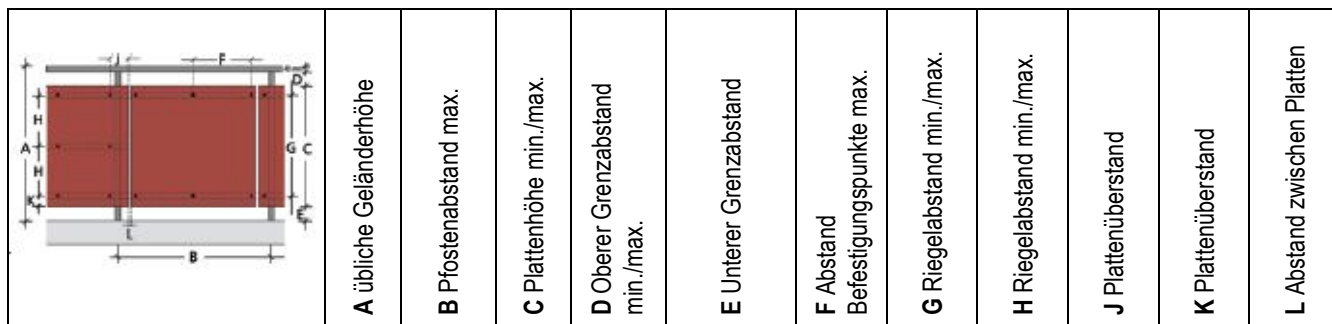 J
F
D
H
A
G
C
H
K
E
L
B
A übliche Geländerhöhe
B Pfostenabstand max.
C Plattenhöhe min./max.
D Oberer Grenzabstand
min./max.
E Unterer Grenzabstand
F Abstand
Befestigungspunkte max.
G Riegelabstand min./max.
H Riegelabstand min./max.
J Plattenüberstand
K Plattenüberstand
L Abstand zwischen Platten